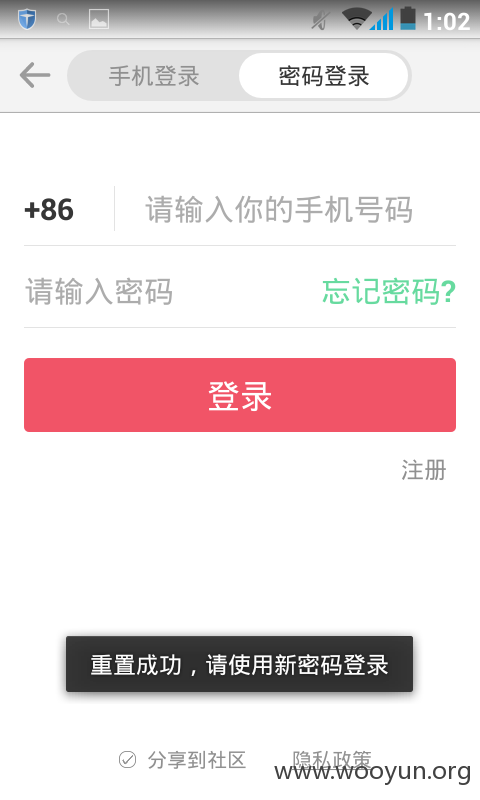 1:02
手机登录 密码登录
+86 请输入你的手机号码
请输入密码 忘记密码?
登录
注册
重置成功，请使用新密码登录
分享到社区 隐私政策
www.wooyun.org